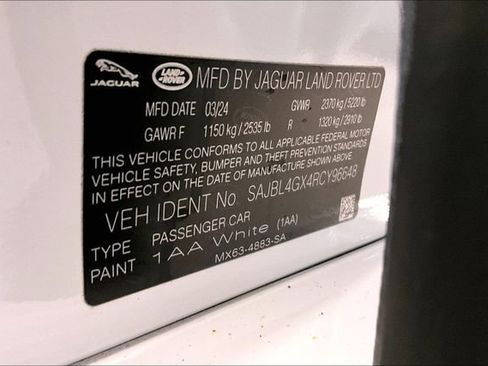 JAGUAR LAND ROVER MFD BY JAGUAR LAND ROVER LTD
MFD DATE 03/24 GVWR 2370 kg / 5220 lb
GAWR F 1150 kg / 2535 lb R 1320 kg / 2910 lb
THIS VEHICLE CONFORMS TO ALL APPLICABLE FEDERAL MOTOR
VEHICLE SAFETY, BUMPER AND THEFT PREVENTION STANDARDS
IN EFFECT ON THE DATE OF MANUFACTURE SHOWN ABOVE.
VEH IDENT No. SAJBL4GX4RCY96648
TYPE PASSENGER CAR
PAINT 1AA White (1AA)
MX63-4883-SA